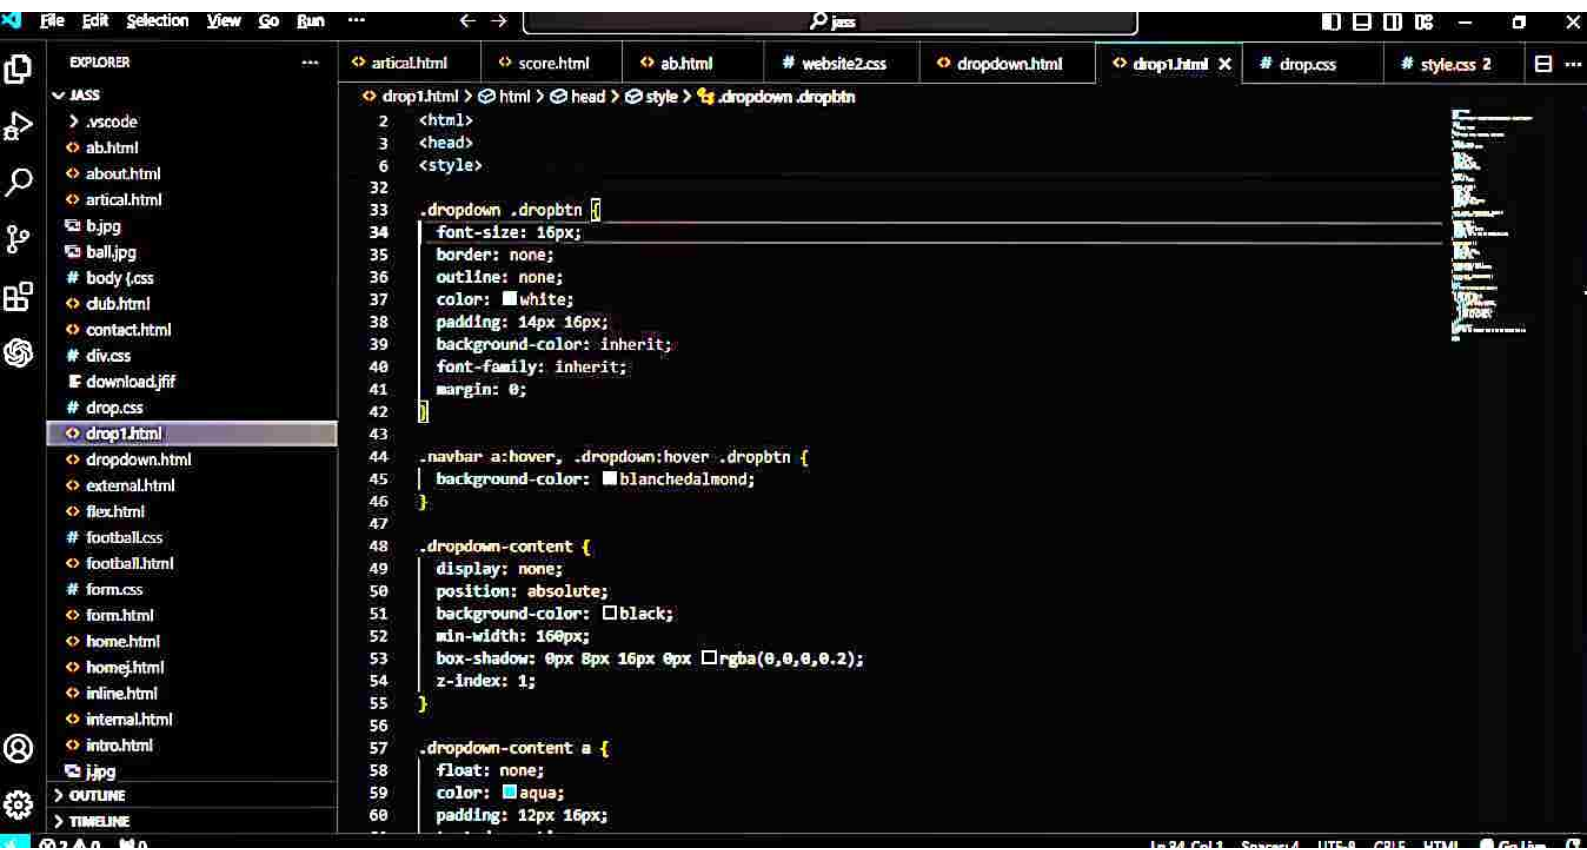 File Edit Selection View Go Run ... ← → jass
EXPLORER ...
JASS
.vscode
ab.html
about.html
artical.html
b.jpg
ball.jpg
body {.css
club.html
contact.html
div.css
download.jfif
drop.css
drop1.html
dropdown.html
external.html
flex.html
football.css
football.html
form.css
form.html
home.html
homej.html
inline.html
internal.html
intro.html
j.jpg
OUTLINE
TIMELINE
artical.html score.html ab.html # website2.css dropdown.html drop1.html X # drop.css # style.css 2 ...
drop1.html > html > head > style > .dropdown .dropbtn
2 <html>
3 <head>
6 <style>
32
33 .dropdown .dropbtn {
34 font-size: 16px;
35 border: none;
36 outline: none;
37 color: white;
38 padding: 14px 16px;
39 background-color: inherit;
40 font-family: inherit;
41 margin: 0;
42 }
43
44 .navbar a:hover, .dropdown:hover .dropbtn {
45 background-color: blanchedalmond;
46 }
47
48 .dropdown-content {
49 display: none;
50 position: absolute;
51 background-color: black;
52 min-width: 160px;
53 box-shadow: 0px 8px 16px 0px rgba(0,0,0,0.2);
54 z-index: 1;
55 }
56
57 .dropdown-content a {
58 float: none;
59 color: aqua;
60 padding: 12px 16px;
2 0 0 Ln 34, Col 1 Spaces: 4 UTF-8 CRLF HTML Go Live